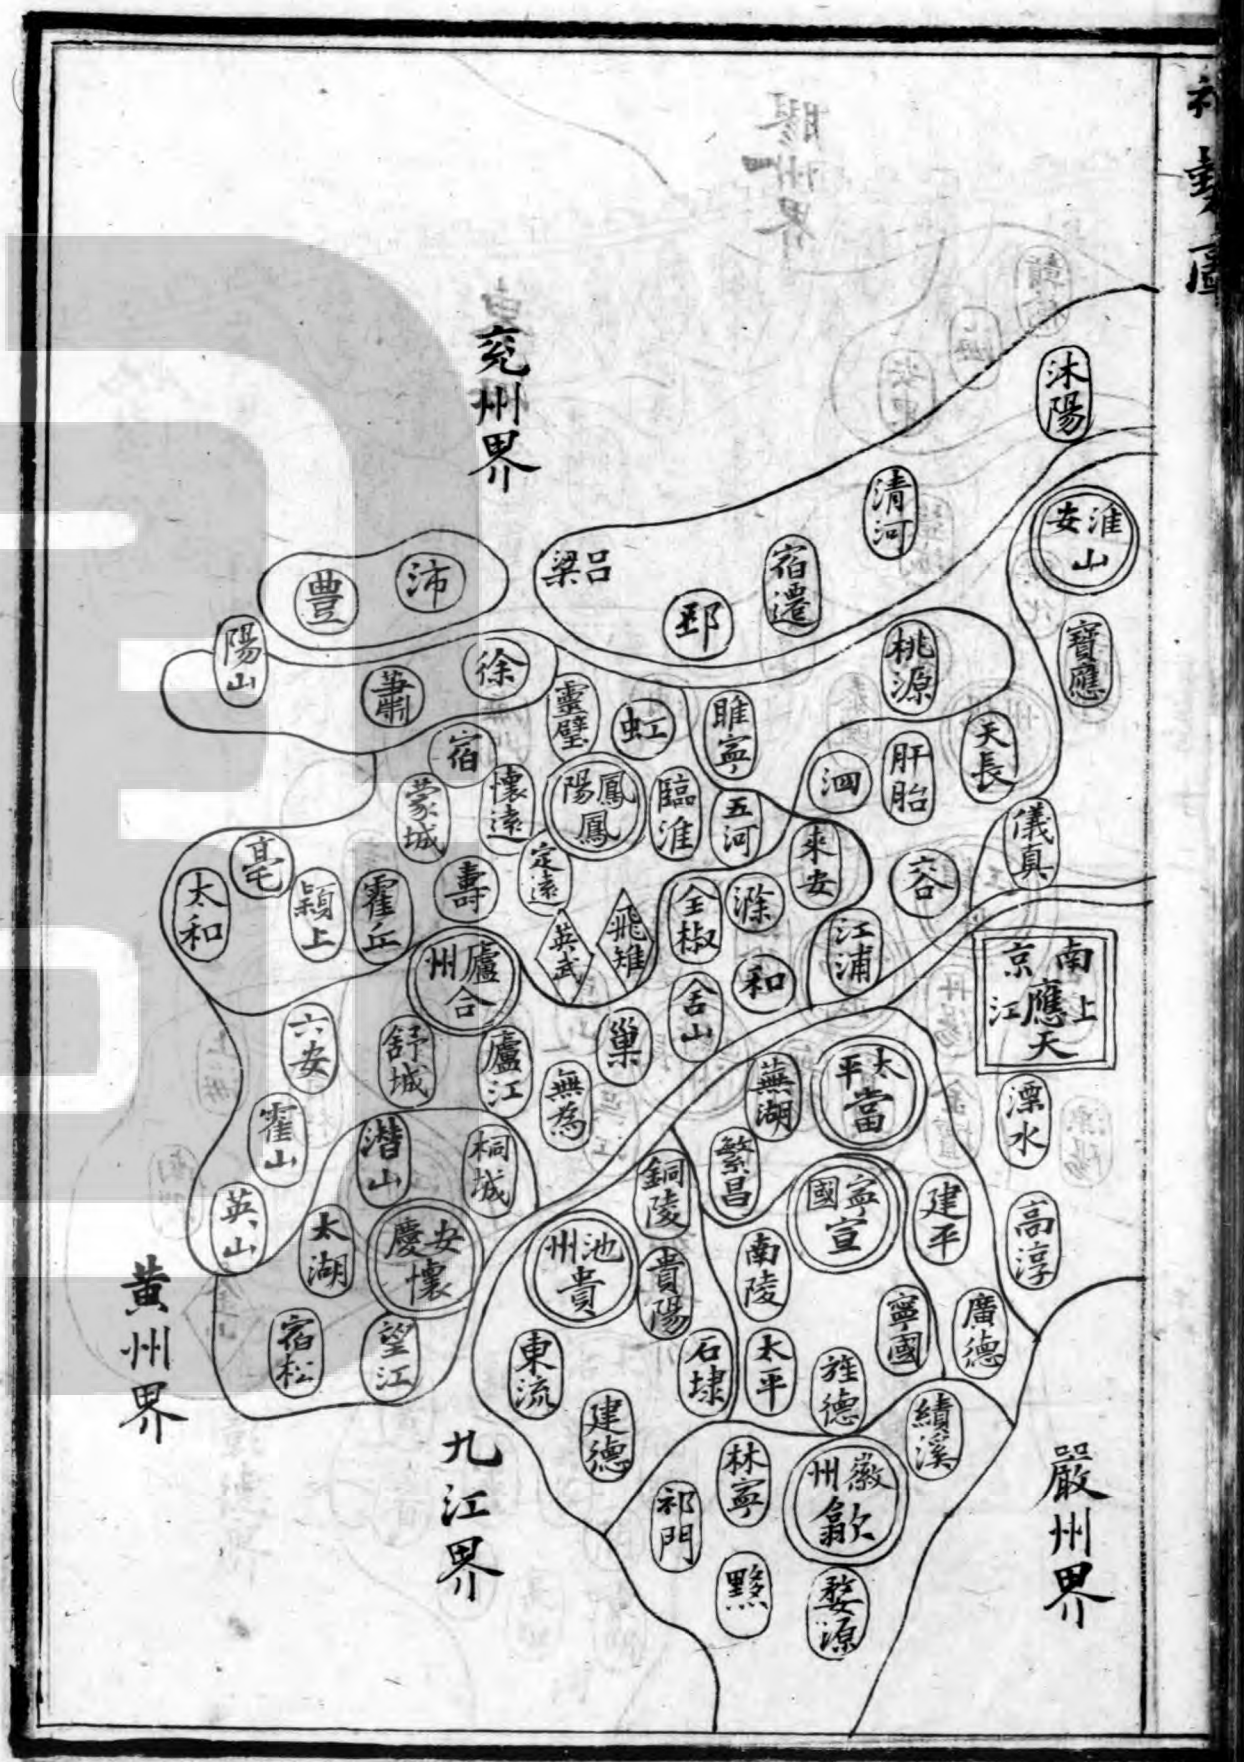 兖州界
沭陽
清河
淮安
山
呂梁
宿遷
邳
豐
沛
陽山
蕭
徐
桃源
寶應
靈璧
虹
睢寧
天長
宿
懷遠
鳳陽
鳳
臨淮
五河
泗
盱眙
蒙城
儀真
來安
亳
太和
潁上
霍丘
壽
定遠
英武
飛雉
全椒
滁
容
江浦
南京
應天
上江
廬州
合
和
含山
六安
舒城
廬江
巢
無為
蕪湖
太平
當
溧水
霍山
潛山
桐城
銅陵
繁昌
寧國
宣
建平
高淳
英山
太湖
安慶
懷
池州
貴
貴陽
南陵
寧國
廣德
宿松
望江
東流
石埭
太平
旌德
績溪
建德
黄州界
九江界
嚴州界
林寧
徽州
歙
祁門
黟
婺源